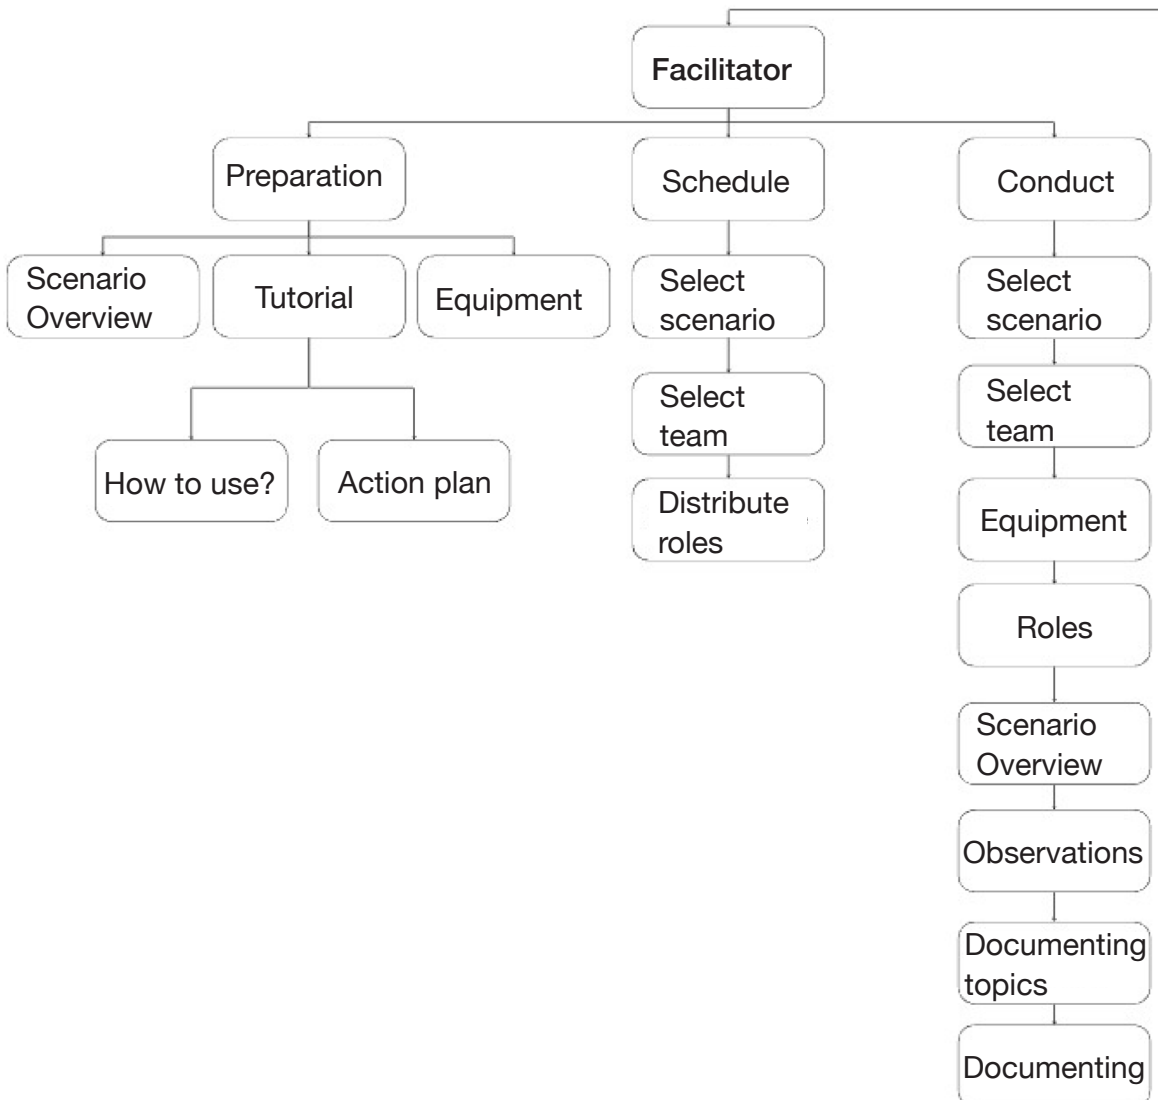 Facilitator
Preparation
Schedule
Conduct
Scenario
Overview
Tutorial
Equipment
Select
scenario
Select
scenario
Select
team
Select
team
How to use?
Action plan
Distribute
roles
Equipment
Roles
Scenario
Overview
Observations
Documenting
topics
Documenting